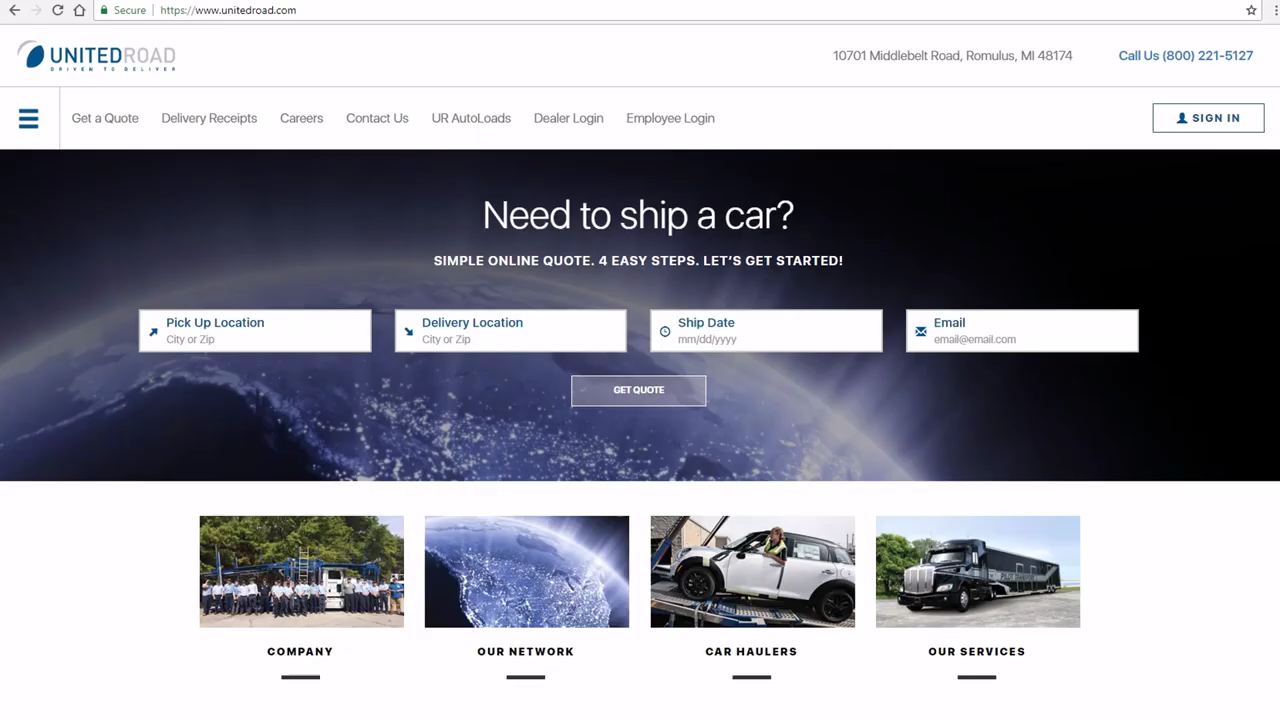 Secure https://www.unitedroad.com
UNITEDROAD
DRIVEN TO DELIVER
10701 Middlebelt Road, Romulus, MI 48174
Call Us (800) 221-5127
Get a Quote Delivery Receipts Careers Contact Us UR AutoLoads Dealer Login Employee Login
SIGN IN
Need to ship a car?
SIMPLE ONLINE QUOTE. 4 EASY STEPS. LET'S GET STARTED!
Pick Up Location
City or Zip
Delivery Location
City or Zip
Ship Date
mm/dd/yyyy
Email
email@email.com
GET QUOTE
COMPANY
OUR NETWORK
CAR HAULERS
OUR SERVICES